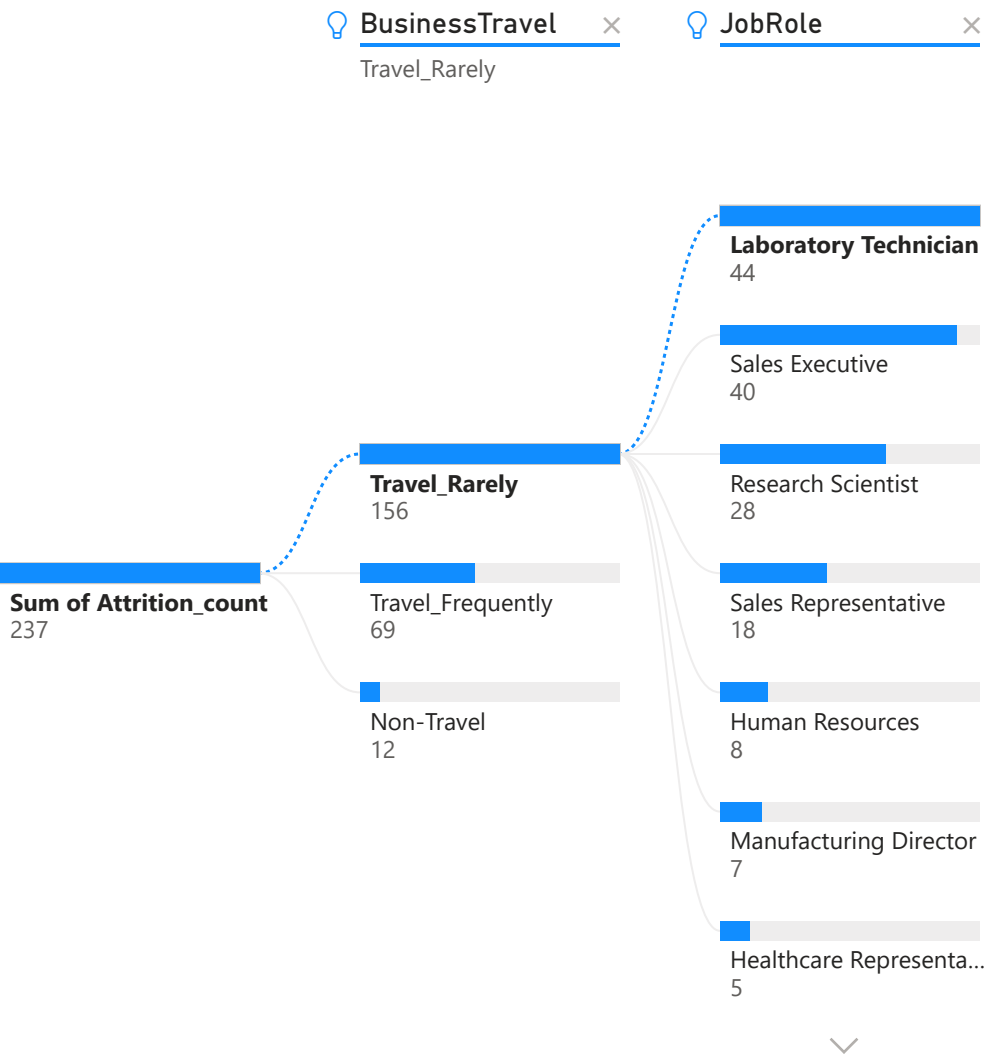 BusinessTravel
Travel_Rarely
JobRole
Sum of Attrition_count
237
Travel_Rarely
156
Travel_Frequently
69
Non-Travel
12
Laboratory Technician
44
Sales Executive
40
Research Scientist
28
Sales Representative
18
Human Resources
8
Manufacturing Director
7
Healthcare Representa...
5